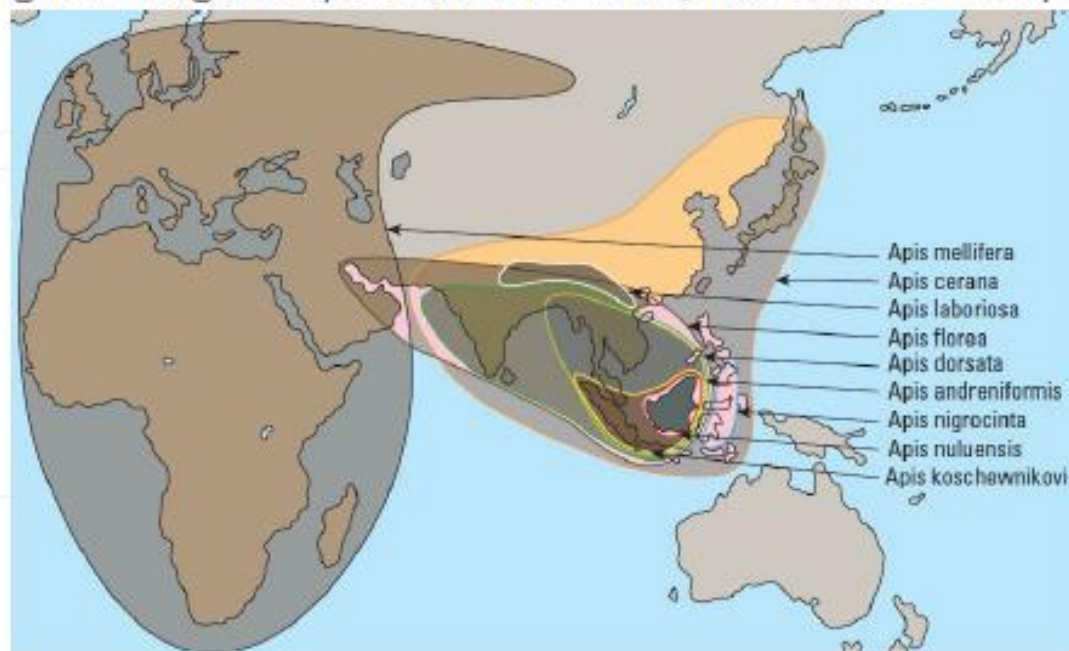 Apis mellifera
Apis cerana
Apis laboriosa
Apis florea
Apis dorsata
Apis andreniformis
Apis nigrocinta
Apis nuluensis
Apis koschewnikovi